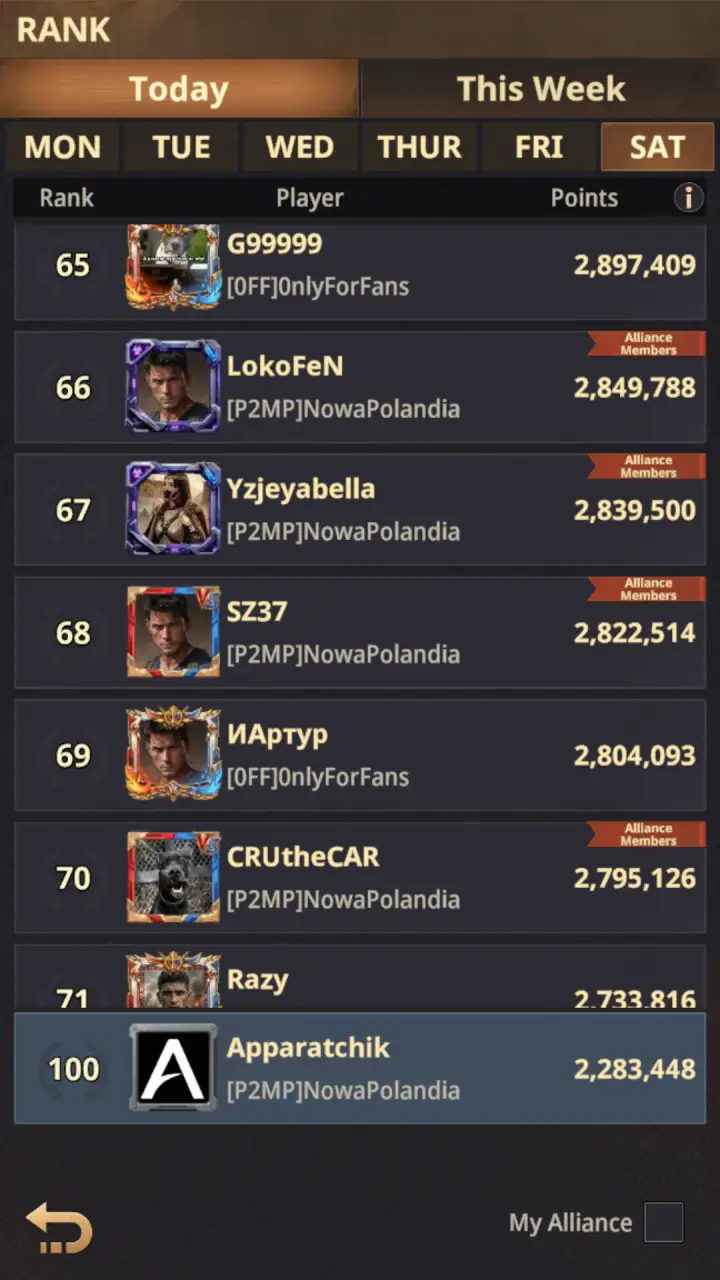 RANK
Today
This Week
MON TUE WED THUR FRI SAT
Rank Player Points
65 G99999 2,897,409
[0FF]0nlyForFans
Alliance
Members
66 LokoFeN 2,849,788
[P2MP]NowaPolandia
Alliance
Members
67 Yzjeyabella 2,839,500
[P2MP]NowaPolandia
Alliance
Members
68 SZ37 2,822,514
[P2MP]NowaPolandia
69 ИАртур 2,804,093
[0FF]0nlyForFans
Alliance
Members
70 CRUtheCAR 2,795,126
[P2MP]NowaPolandia
71 Razy 2,733,816
100 Apparatchik 2,283,448
[P2MP]NowaPolandia
My Alliance